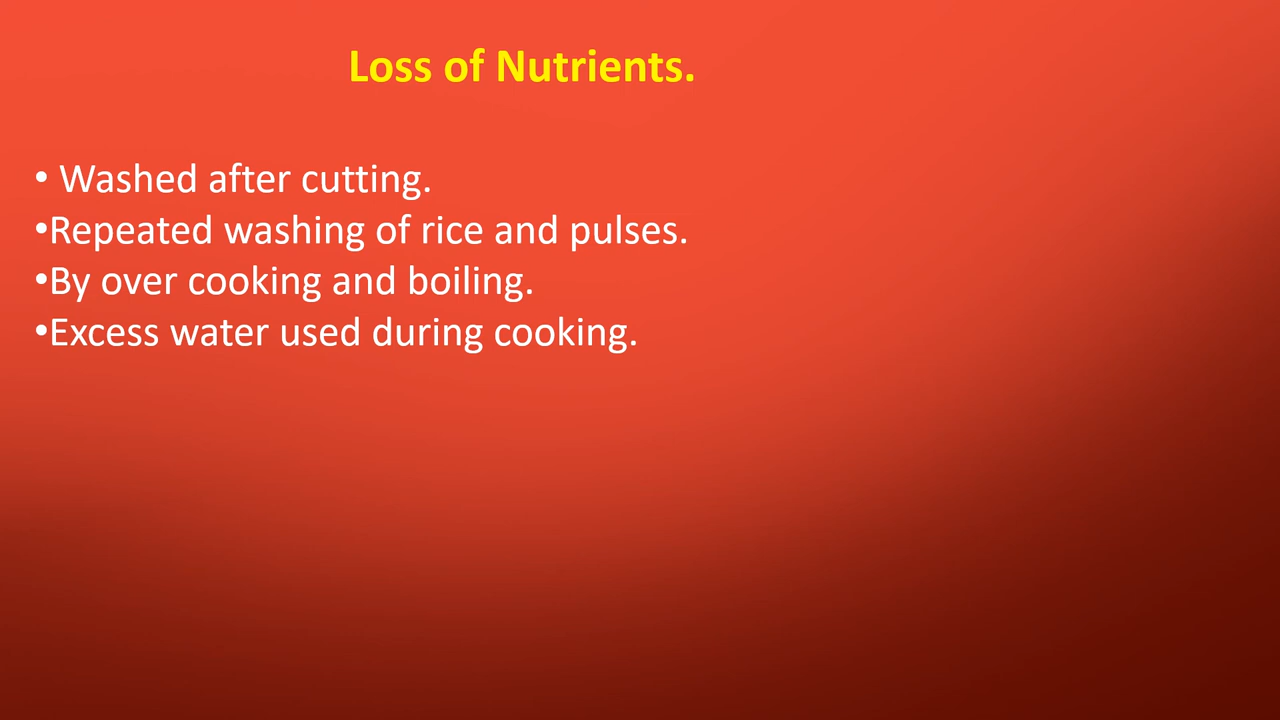 Loss of Nutrients.
• Washed after cutting.
•Repeated washing of rice and pulses.
•By over cooking and boiling.
•Excess water used during cooking.